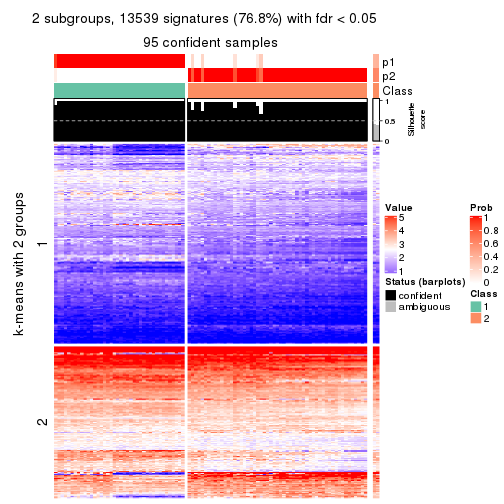 2 subgroups, 13539 signatures (76.8%) with fdr < 0.05
95 confident samples
p1
p2
Class
1
0.5
0
Silhouette
score
k-means with 2 groups
1
2
Value
5
4
3
2
1
Status (barplots)
confident
ambiguous
Prob
1
0.8
0.6
0.4
0.2
0
Class
1
2